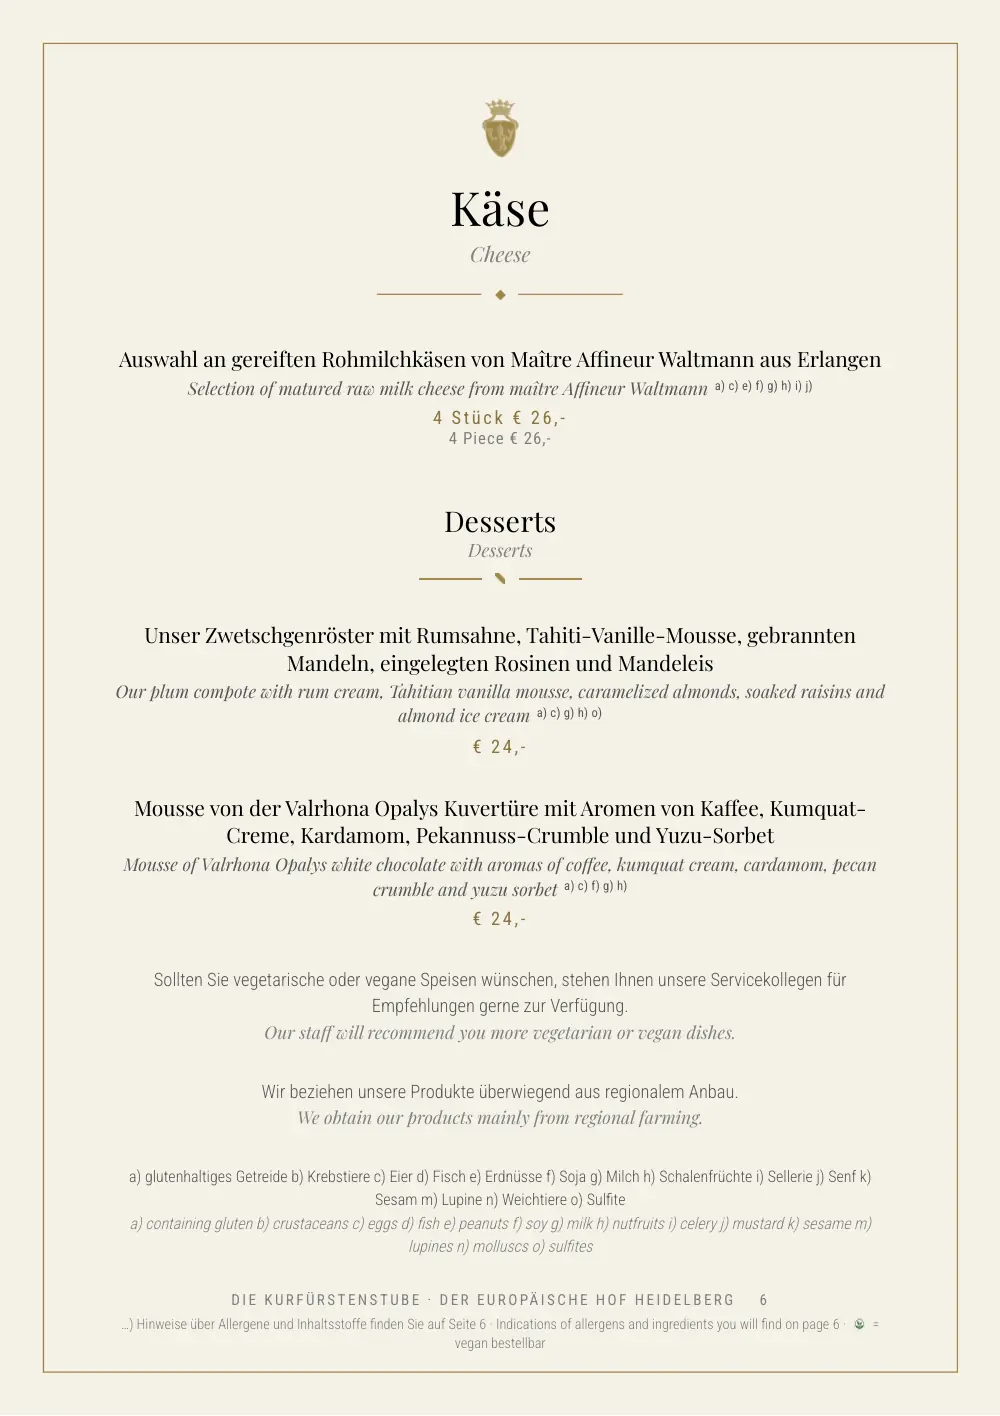 Käse
Cheese
Auswahl an gereiften Rohmilchkäsen von Maître Affineur Waltmann aus Erlangen
Selection of matured raw milk cheese from maître Affineur Waltmann a) c) e) f) g) h) i) j)
4 Stück € 26,-
4 Piece € 26,-
Desserts
Desserts
Unser Zwetschgenröster mit Rumsahne, Tahiti-Vanille-Mousse, gebrannten
Mandeln, eingelegten Rosinen und Mandeleis
Our plum compote with rum cream, Tahitian vanilla mousse, caramelized almonds, soaked raisins and
almond ice cream a) c) g) h) o)
€ 24,-
Mousse von der Valrhona Opalys Kuvertüre mit Aromen von Kaffee, Kumquat-
Creme, Kardamom, Pekannuss-Crumble und Yuzu-Sorbet
Mousse of Valrhona Opalys white chocolate with aromas of coffee, kumquat cream, cardamom, pecan
crumble and yuzu sorbet a) c) f) g) h)
€ 24,-
Sollten Sie vegetarische oder vegane Speisen wünschen, stehen Ihnen unsere Servicekollegen für
Empfehlungen gerne zur Verfügung.
Our staff will recommend you more vegetarian or vegan dishes.
Wir beziehen unsere Produkte überwiegend aus regionalem Anbau.
We obtain our products mainly from regional farming.
a) glutenhaltiges Getreide b) Krebstiere c) Eier d) Fisch e) Erdnüsse f) Soja g) Milch h) Schalenfrüchte i) Sellerie j) Senf k)
Sesam m) Lupine n) Weichtiere o) Sulfite
a) containing gluten b) crustaceans c) eggs d) fish e) peanuts f) soy g) milk h) nutfruits i) celery j) mustard k) sesame m)
lupines n) molluscs o) sulfites
DIE KURFÜRSTENSTUBE · DER EUROPÄISCHE HOF HEIDELBERG 6
...) Hinweise über Allergene und Inhaltsstoffe finden Sie auf Seite 6 · Indications of allergens and ingredients you will find on page 6 · =
vegan bestellbar